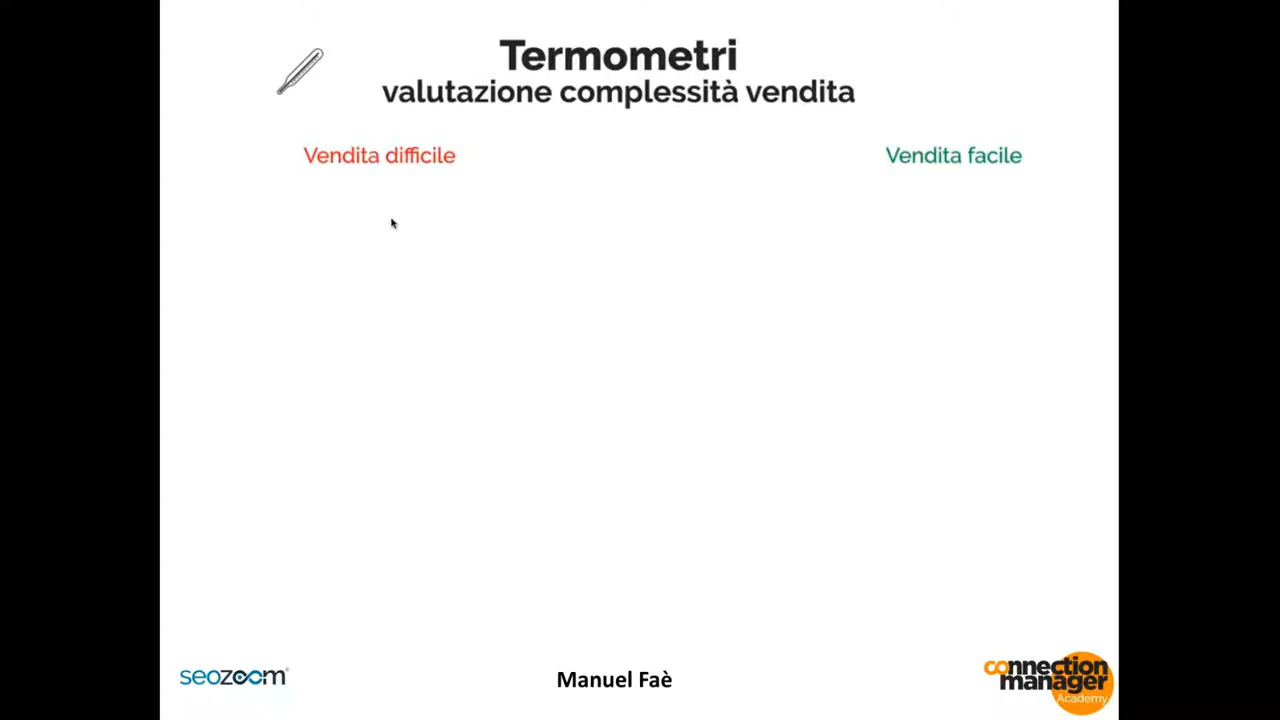 Termometri
valutazione complessità vendita
Vendita difficile
Vendita facile
seozoom
Manuel Faè
connection
manager
Academy